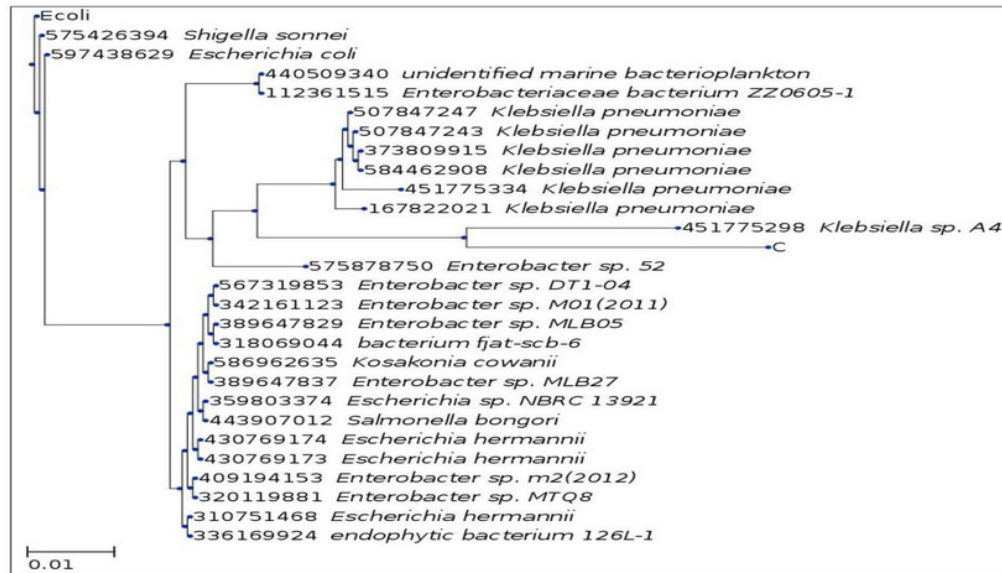 Ecoli
575426394 Shigella sonnei
597438629 Escherichia coli
440509340 unidentified marine bacterioplankton
112361515 Enterobacteriaceae bacterium ZZ0605-1
507847247 Klebsiella pneumoniae
507847243 Klebsiella pneumoniae
373809915 Klebsiella pneumoniae
584462908 Klebsiella pneumoniae
451775334 Klebsiella pneumoniae
167822021 Klebsiella pneumoniae
451775298 Klebsiella sp. A4
C
575878750 Enterobacter sp. 52
567319853 Enterobacter sp. DT1-04
342161123 Enterobacter sp. M01(2011)
389647829 Enterobacter sp. MLB05
318069044 bacterium fjat-scb-6
586962635 Kosakonia cowanii
389647837 Enterobacter sp. MLB27
359803374 Escherichia sp. NBRC 13921
443907012 Salmonella bongori
430769174 Escherichia hermannii
430769173 Escherichia hermannii
409194153 Enterobacter sp. m2(2012)
320119881 Enterobacter sp. MTQ8
310751468 Escherichia hermannii
336169924 endophytic bacterium 126L-1
0.01